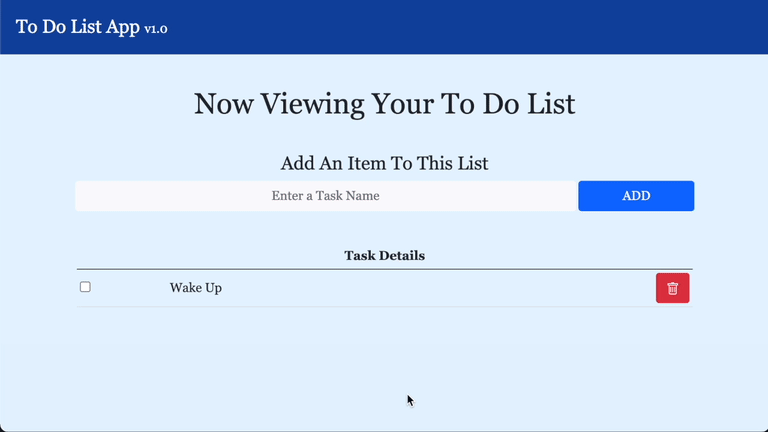 To Do List App v1.0
Now Viewing Your To Do List
Add An Item To This List
Enter a Task Name
ADD
Task Details
Wake Up